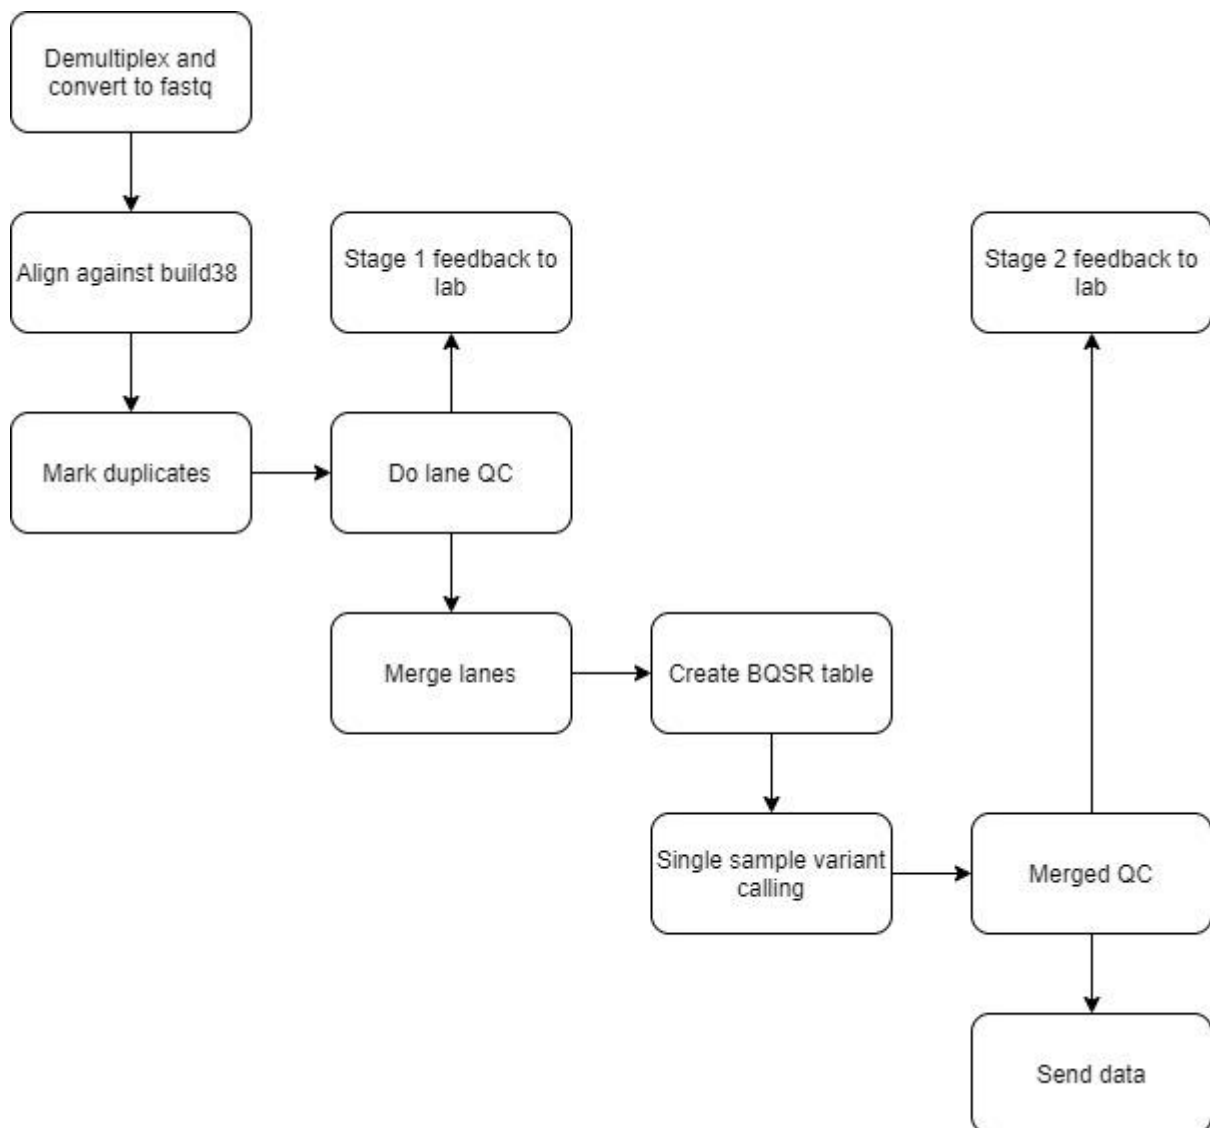 Demultiplex and
convert to fastq
Align against build38
Stage 1 feedback to
lab
Stage 2 feedback to
lab
Mark duplicates
Do lane QC
Merge lanes
Create BQSR table
Single sample variant
calling
Merged QC
Send data